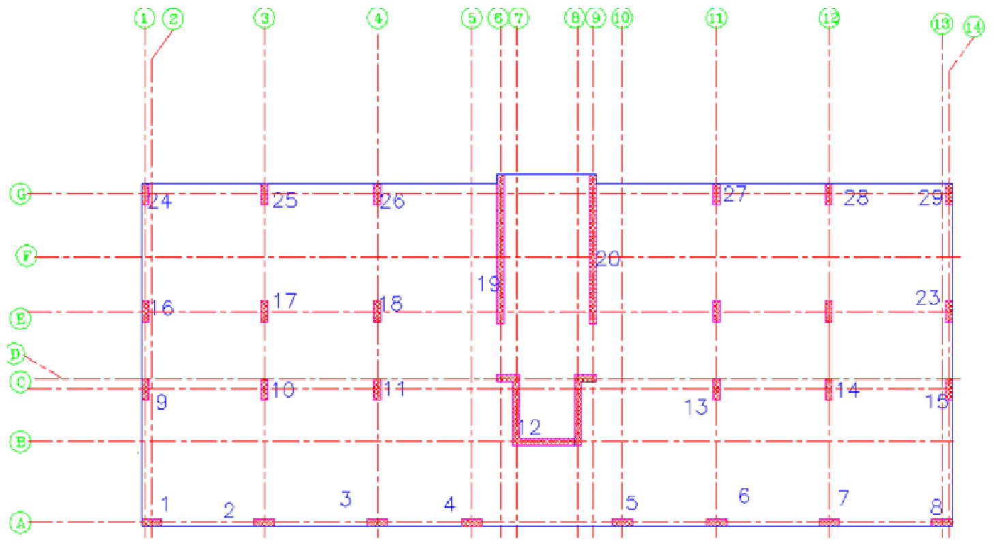 1 2 3 4 5 6 7 8 9 10 11 12 13 14
G 24 25 26 27 28 29
F 19 20
E 16 17 18 23
D
C 9 10 11 13 14 15
B 12
A 1 2 3 4 5 6 7 8